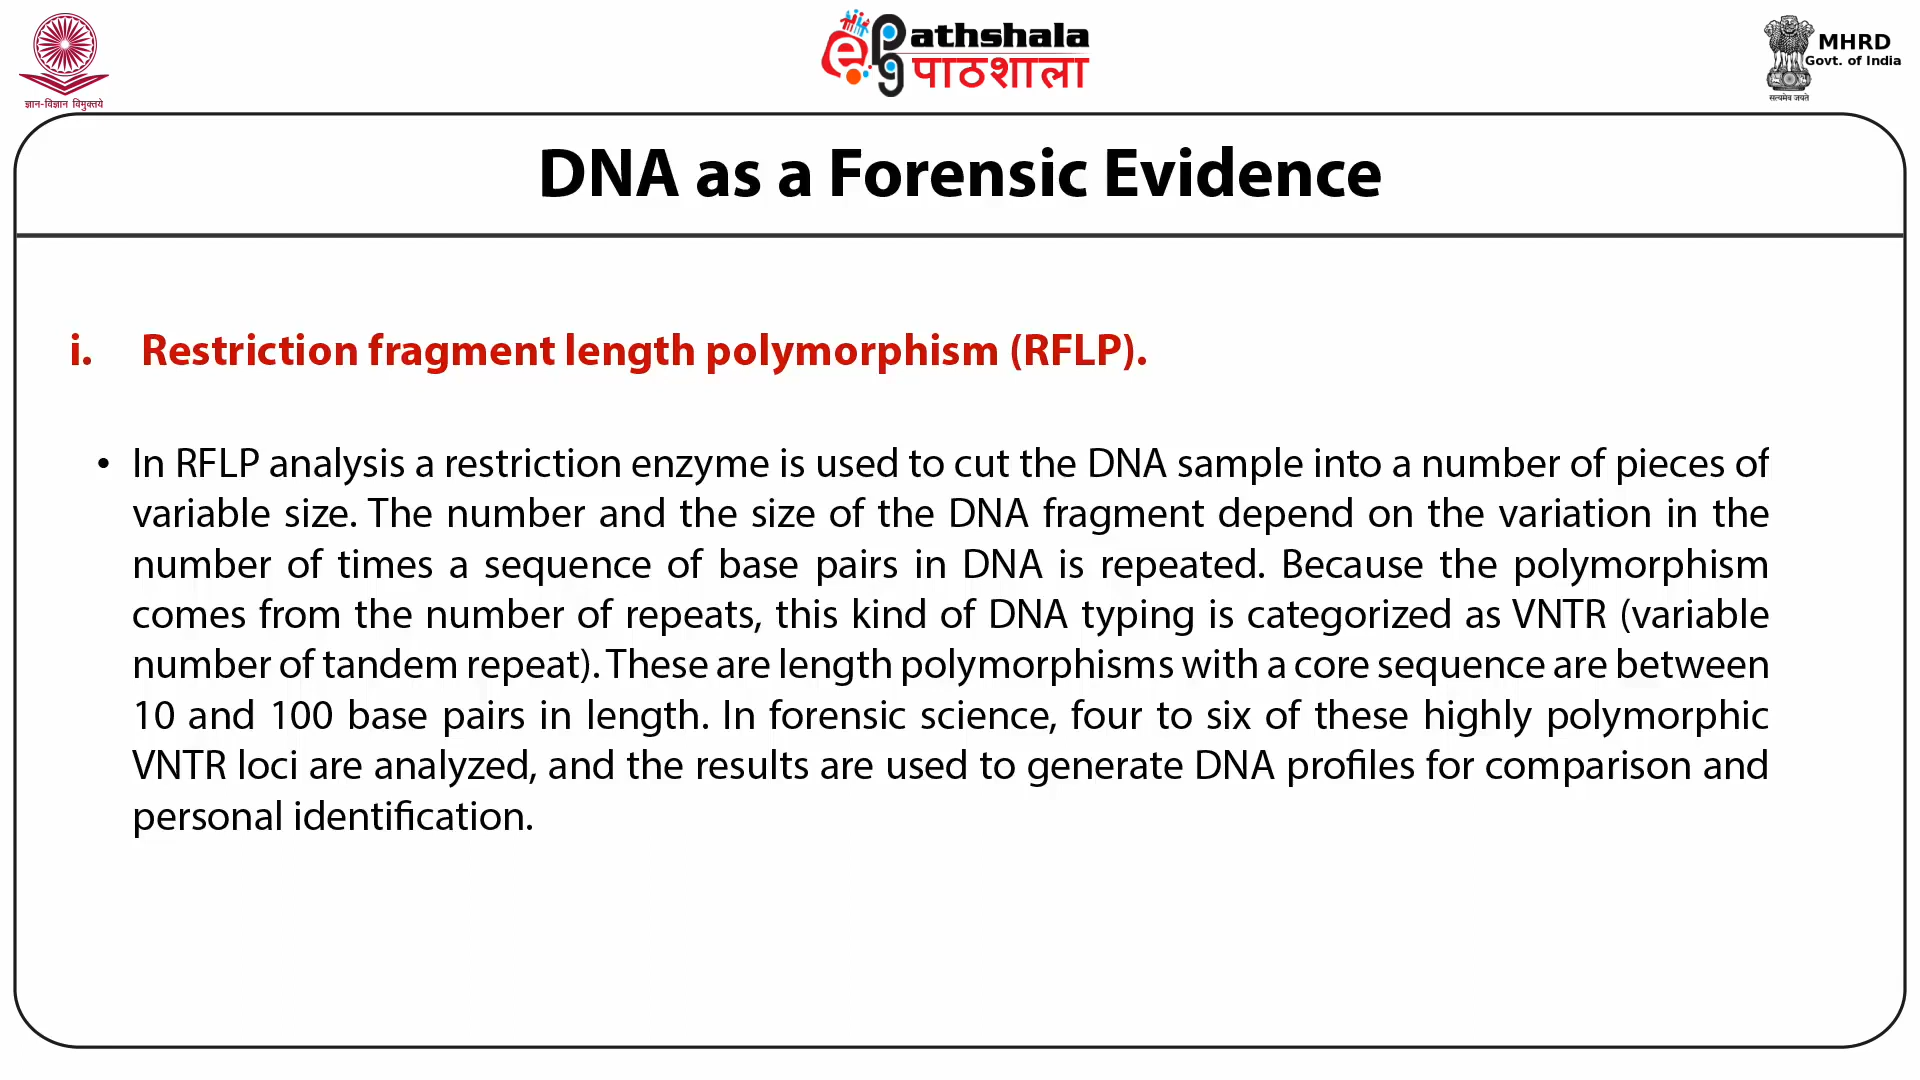 ज्ञान-विज्ञान विमुक्तये
ePathshala
पाठशाला
MHRD
Govt. of India
सत्यमेव जयते
DNA as a Forensic Evidence
i. Restriction fragment length polymorphism (RFLP).
• In RFLP analysis a restriction enzyme is used to cut the DNA sample into a number of pieces of
variable size. The number and the size of the DNA fragment depend on the variation in the
number of times a sequence of base pairs in DNA is repeated. Because the polymorphism
comes from the number of repeats, this kind of DNA typing is categorized as VNTR (variable
number of tandem repeat). These are length polymorphisms with a core sequence are between
10 and 100 base pairs in length. In forensic science, four to six of these highly polymorphic
VNTR loci are analyzed, and the results are used to generate DNA profiles for comparison and
personal identification.